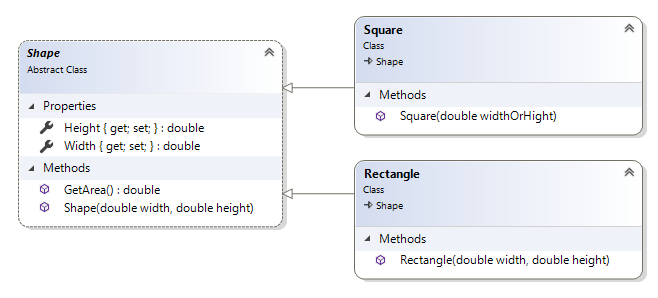 Shape
Abstract Class
Properties
Height { get; set; } : double
Width { get; set; } : double
Methods
GetArea() : double
Shape(double width, double height)
Square
Class
Shape
Methods
Square(double widthOrHight)
Rectangle
Class
Shape
Methods
Rectangle(double width, double height)